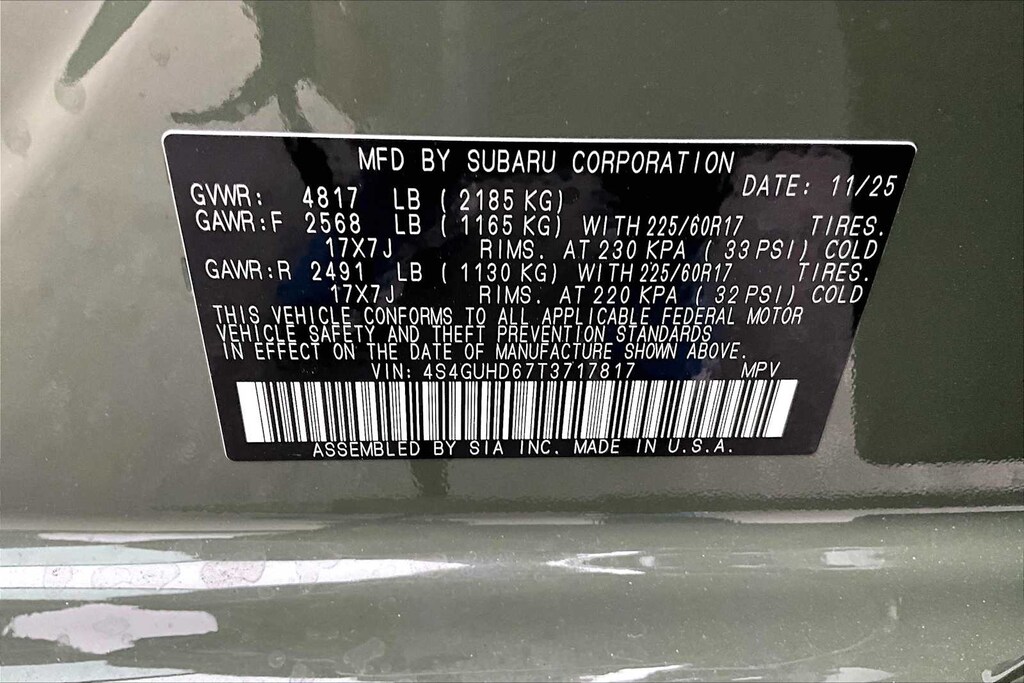 MFD BY SUBARU CORPORATION
DATE: 11/25
GVWR: 4817 LB ( 2185 KG)
GAWR:F 2568 LB ( 1165 KG) WITH 225/60R17 TIRES.
17X7J RIMS. AT 230 KPA ( 33 PSI) COLD
GAWR:R 2491 LB ( 1130 KG) WITH 225/60R17 TIRES.
17X7J RIMS. AT 220 KPA ( 32 PSI) COLD
THIS VEHICLE CONFORMS TO ALL APPLICABLE FEDERAL MOTOR
VEHICLE SAFETY AND THEFT PREVENTION STANDARDS
IN EFFECT ON THE DATE OF MANUFACTURE SHOWN ABOVE.
VIN: 4S4GUHD67T3717817 MPV
ASSEMBLED BY SIA INC. MADE IN U.S.A.